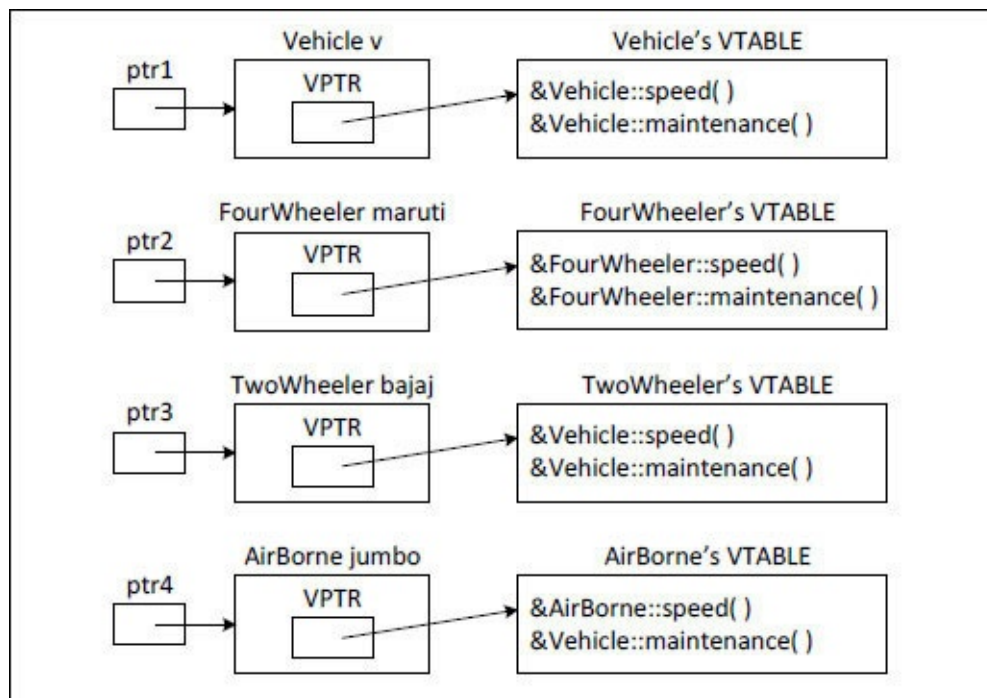 Vehicle v
Vehicle’s VTABLE
ptr1
VPTR
&Vehicle::speed( )
&Vehicle::maintenance( )
FourWheeler maruti
FourWheeler’s VTABLE
ptr2
VPTR
&FourWheeler::speed( )
&FourWheeler::maintenance( )
TwoWheeler bajaj
TwoWheeler’s VTABLE
ptr3
VPTR
&Vehicle::speed( )
&Vehicle::maintenance( )
AirBorne jumbo
AirBorne’s VTABLE
ptr4
VPTR
&AirBorne::speed( )
&Vehicle::maintenance( )